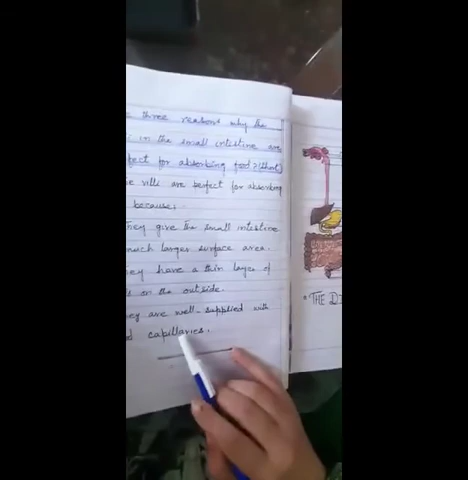 three reasons why the
in the small intestine are
for absorbing food? (Short)
villi are perfect for absorbing
because:
They give the small intestine
much larger surface area.
they have a thin layer of
on the outside.
They are well-supplied with
capillaries.
THE DI